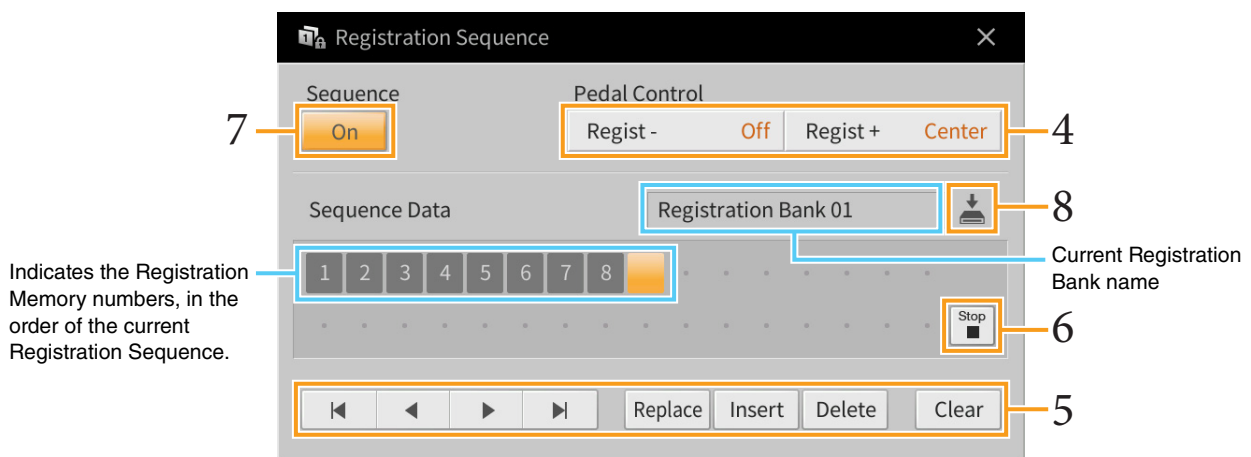 Registration Sequence
Sequence
Pedal Control
7
On
Regist -
Off
Regist +
Center
4
Sequence Data
Registration Bank 01
8
Indicates the Registration
Memory numbers, in the
order of the current
Registration Sequence.
1 2 3 4 5 6 7 8
Current Registration
Bank name
Stop
6
Replace
Insert
Delete
Clear
5